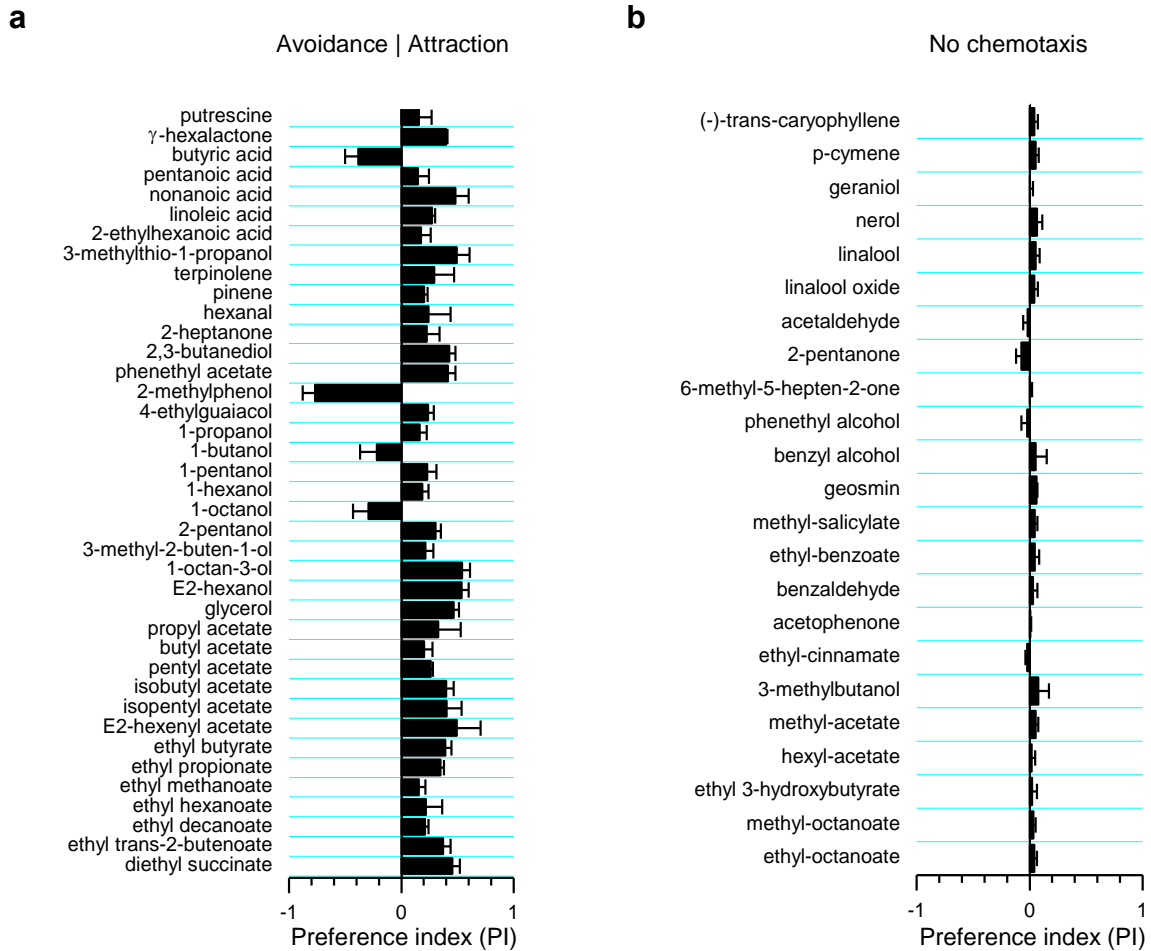 a
Avoidance | Attraction
putrescine
γ-hexalactone
butyric acid
pentanoic acid
nonanoic acid
linoleic acid
2-ethylhexanoic acid
3-methylthio-1-propanol
terpinolene
pinene
hexanal
2-heptanone
2,3-butanediol
phenethyl acetate
2-methylphenol
4-ethylguaiacol
1-propanol
1-butanol
1-pentanol
1-hexanol
1-octanol
2-pentanol
3-methyl-2-buten-1-ol
1-octan-3-ol
E2-hexanol
glycerol
propyl acetate
butyl acetate
pentyl acetate
isobutyl acetate
isopentyl acetate
E2-hexenyl acetate
ethyl butyrate
ethyl propionate
ethyl methanoate
ethyl hexanoate
ethyl decanoate
ethyl trans-2-butenoate
diethyl succinate
-1 0 1
Preference index (PI)
b
No chemotaxis
(-)-trans-caryophyllene
p-cymene
geraniol
nerol
linalool
linalool oxide
acetaldehyde
2-pentanone
6-methyl-5-hepten-2-one
phenethyl alcohol
benzyl alcohol
geosmin
methyl-salicylate
ethyl-benzoate
benzaldehyde
acetophenone
ethyl-cinnamate
3-methylbutanol
methyl-acetate
hexyl-acetate
ethyl 3-hydroxybutyrate
methyl-octanoate
ethyl-octanoate
-1 0 1
Preference index (PI)